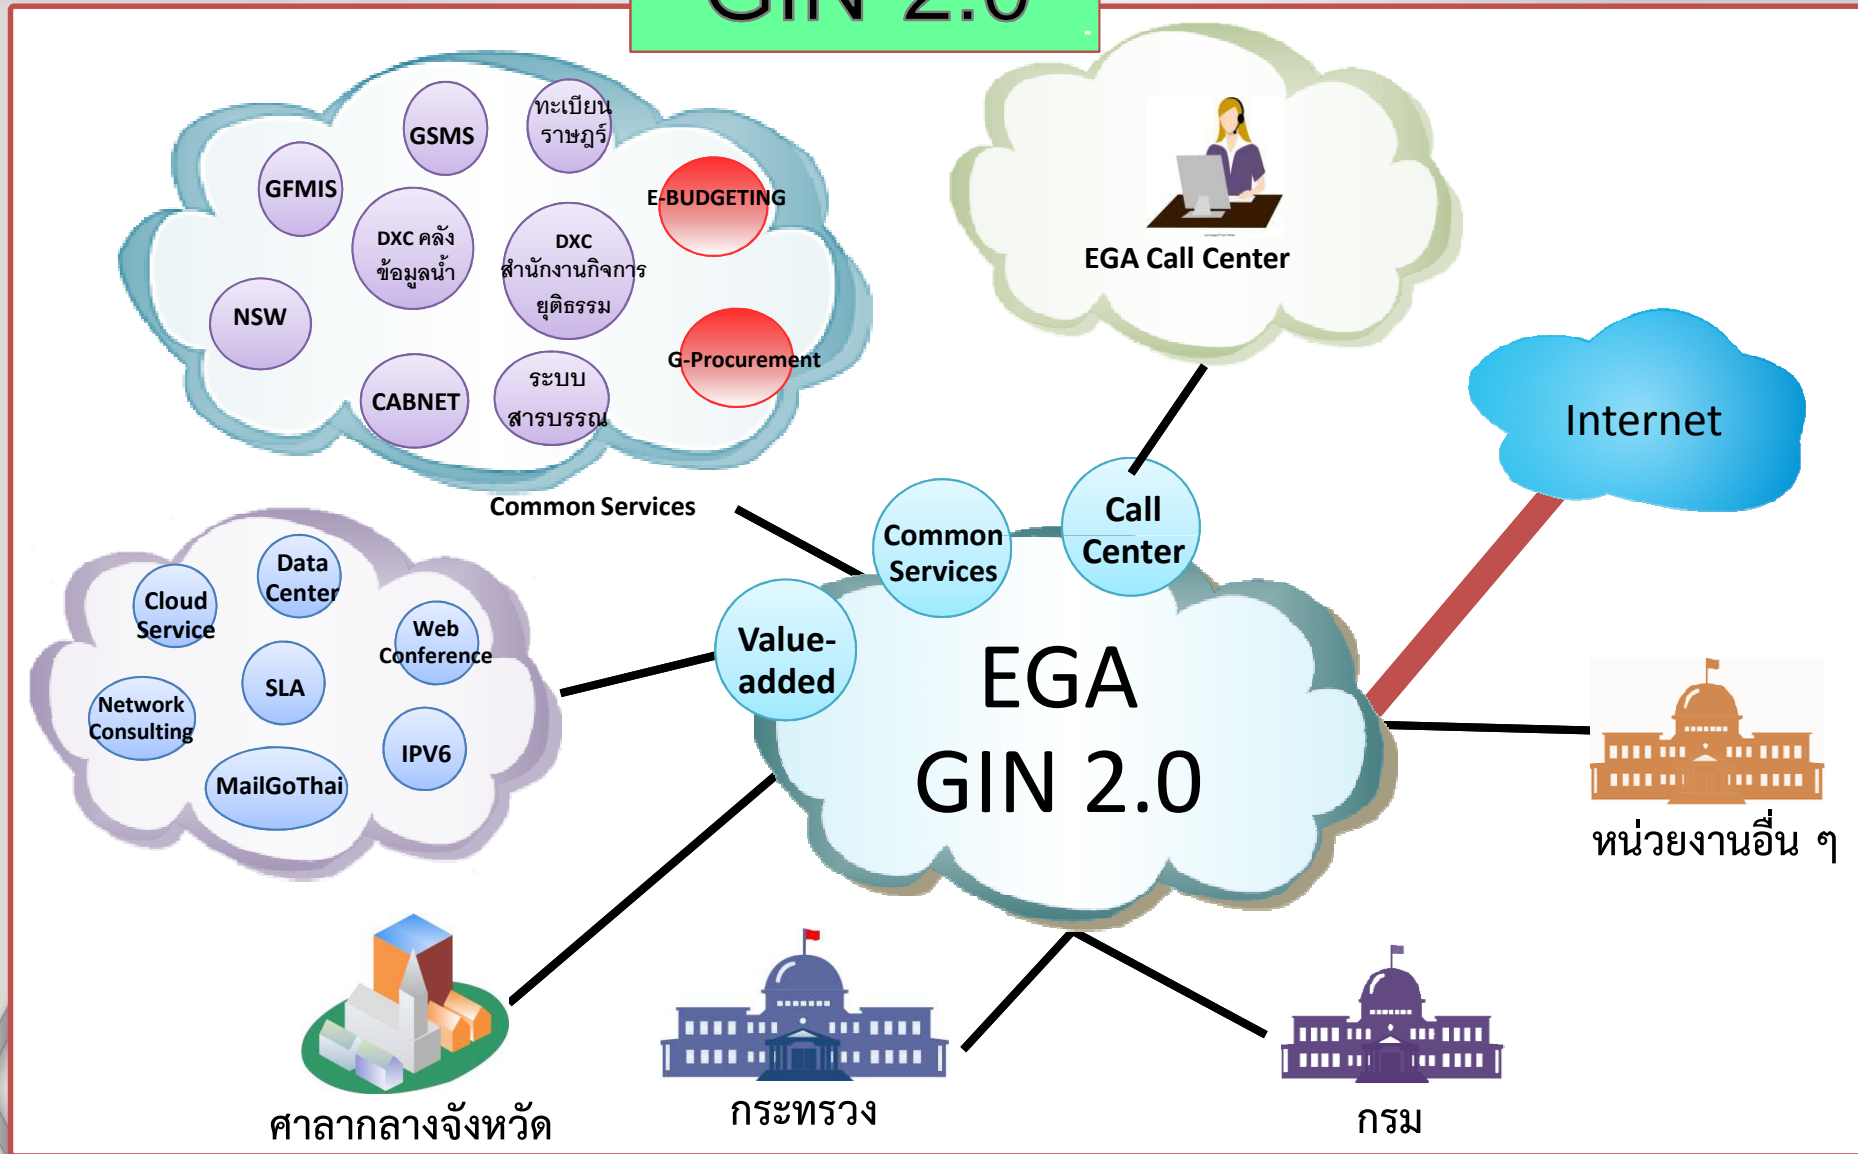 GIN 2.0
GSMS
ทะเบียน
ราษฎร์
GFMIS
E-BUDGETING
DXC คลัง
ข้อมูลน้ำ
DXC
สำนักงานกิจการ
ยุติธรรม
NSW
G-Procurement
CABNET
ระบบ
สารบรรณ
Common Services
EGA Call Center
Internet
Data
Center
Cloud
Service
Web
Conference
SLA
Network
Consulting
IPV6
MailGoThai
Value-
added
Common
Services
Call
Center
EGA
GIN 2.0
หน่วยงานอื่น ๆ
ศาลากลางจังหวัด
กระทรวง
กรม